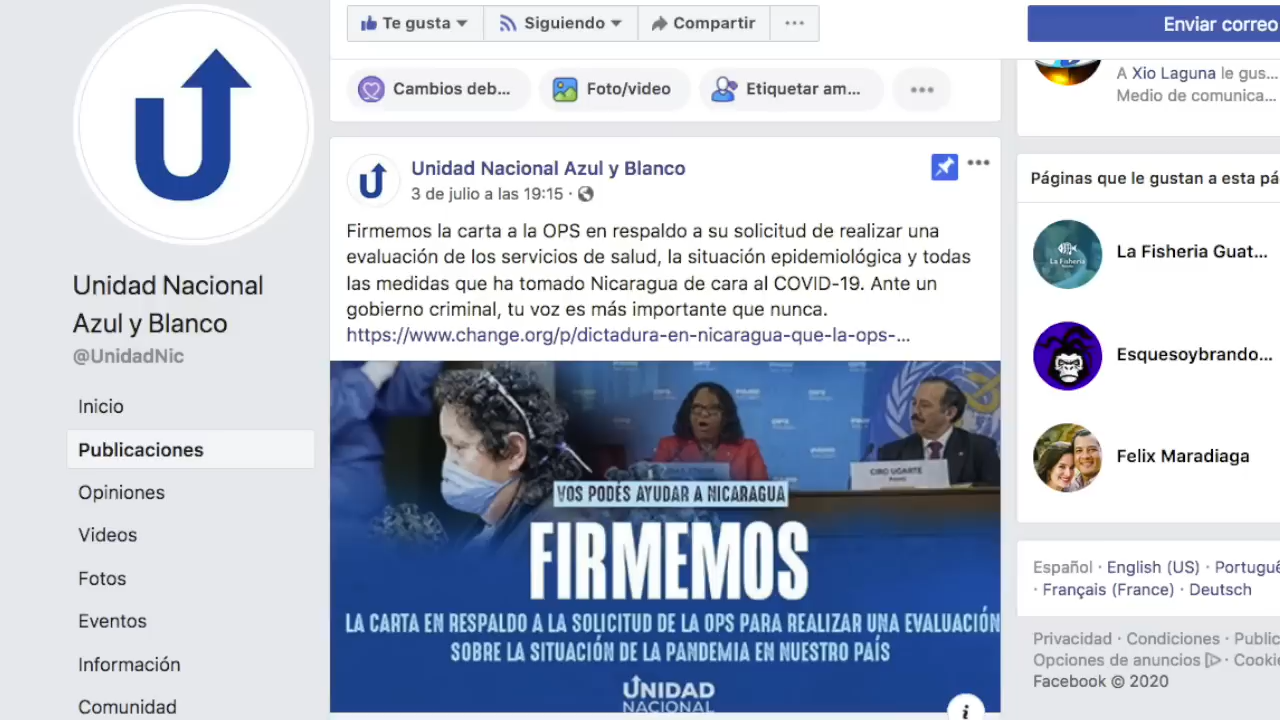 Te gusta
Siguiendo
Compartir
Enviar correo
Cambios deb...
Foto/video
Etiquetar am...
A Xio Laguna le gus...
Medio de comunica...
Unidad Nacional Azul y Blanco
3 de julio a las 19:15 ·
Firmemos la carta a la OPS en respaldo a su solicitud de realizar una
evaluación de los servicios de salud, la situación epidemiológica y todas
las medidas que ha tomado Nicaragua de cara al COVID-19. Ante un
gobierno criminal, tu voz es más importante que nunca.
https://www.change.org/p/dictadura-en-nicaragua-que-la-ops-...
CIRO UGARTE
VOS PODÉS AYUDAR A NICARAGUA
FIRMEMOS
LA CARTA EN RESPALDO A LA SOLICITUD DE LA OPS PARA REALIZAR UNA EVALUACIÓN
SOBRE LA SITUACIÓN DE LA PANDEMIA EN NUESTRO PAÍS
UNIDAD
NACIONAL
Unidad Nacional
Azul y Blanco
@UnidadNic
Inicio
Publicaciones
Opiniones
Videos
Fotos
Eventos
Información
Comunidad
Páginas que le gustan a esta pá
La Fisheria
La Fisheria Guat...
Esquesoybrando...
Felix Maradiaga
Español · English (US) · Portugu
· Français (France) · Deutsch
Privacidad · Condiciones · Public
Opciones de anuncios · Cooki
Facebook © 2020